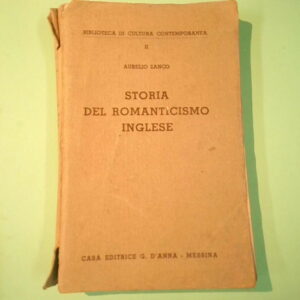 BIBLIOTECA DI CULTURA CONTEMPORANEA
II
AURELIO ZANCO
STORIA
DEL ROMANTICISMO
INGLESE
CASA EDITRICE G. D'ANNA - MESSINA